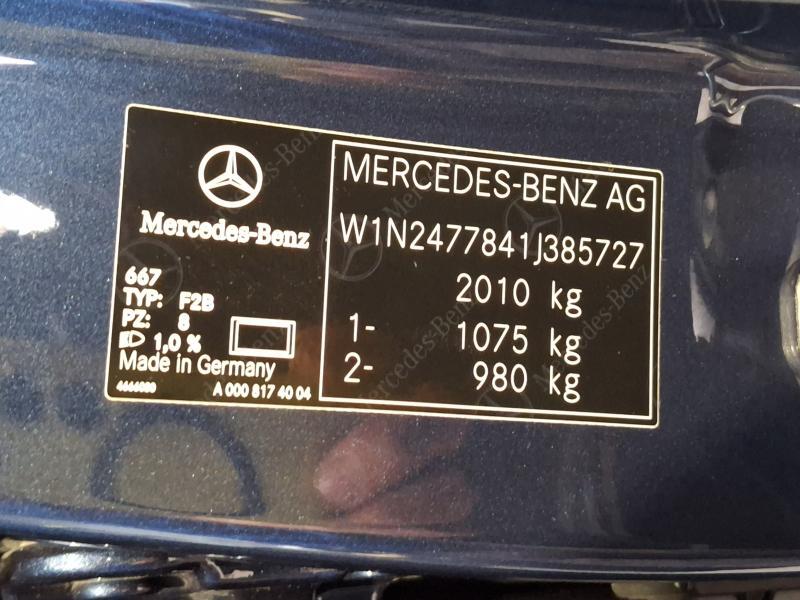 Mercedes-Benz
667
TYP: F2B
PZ: 8
1,0 %
Made in Germany
4444080 A 000 817 40 04
MERCEDES-BENZ AG
W1N2477841J385727
2010 kg
1- 1075 kg
2- 980 kg